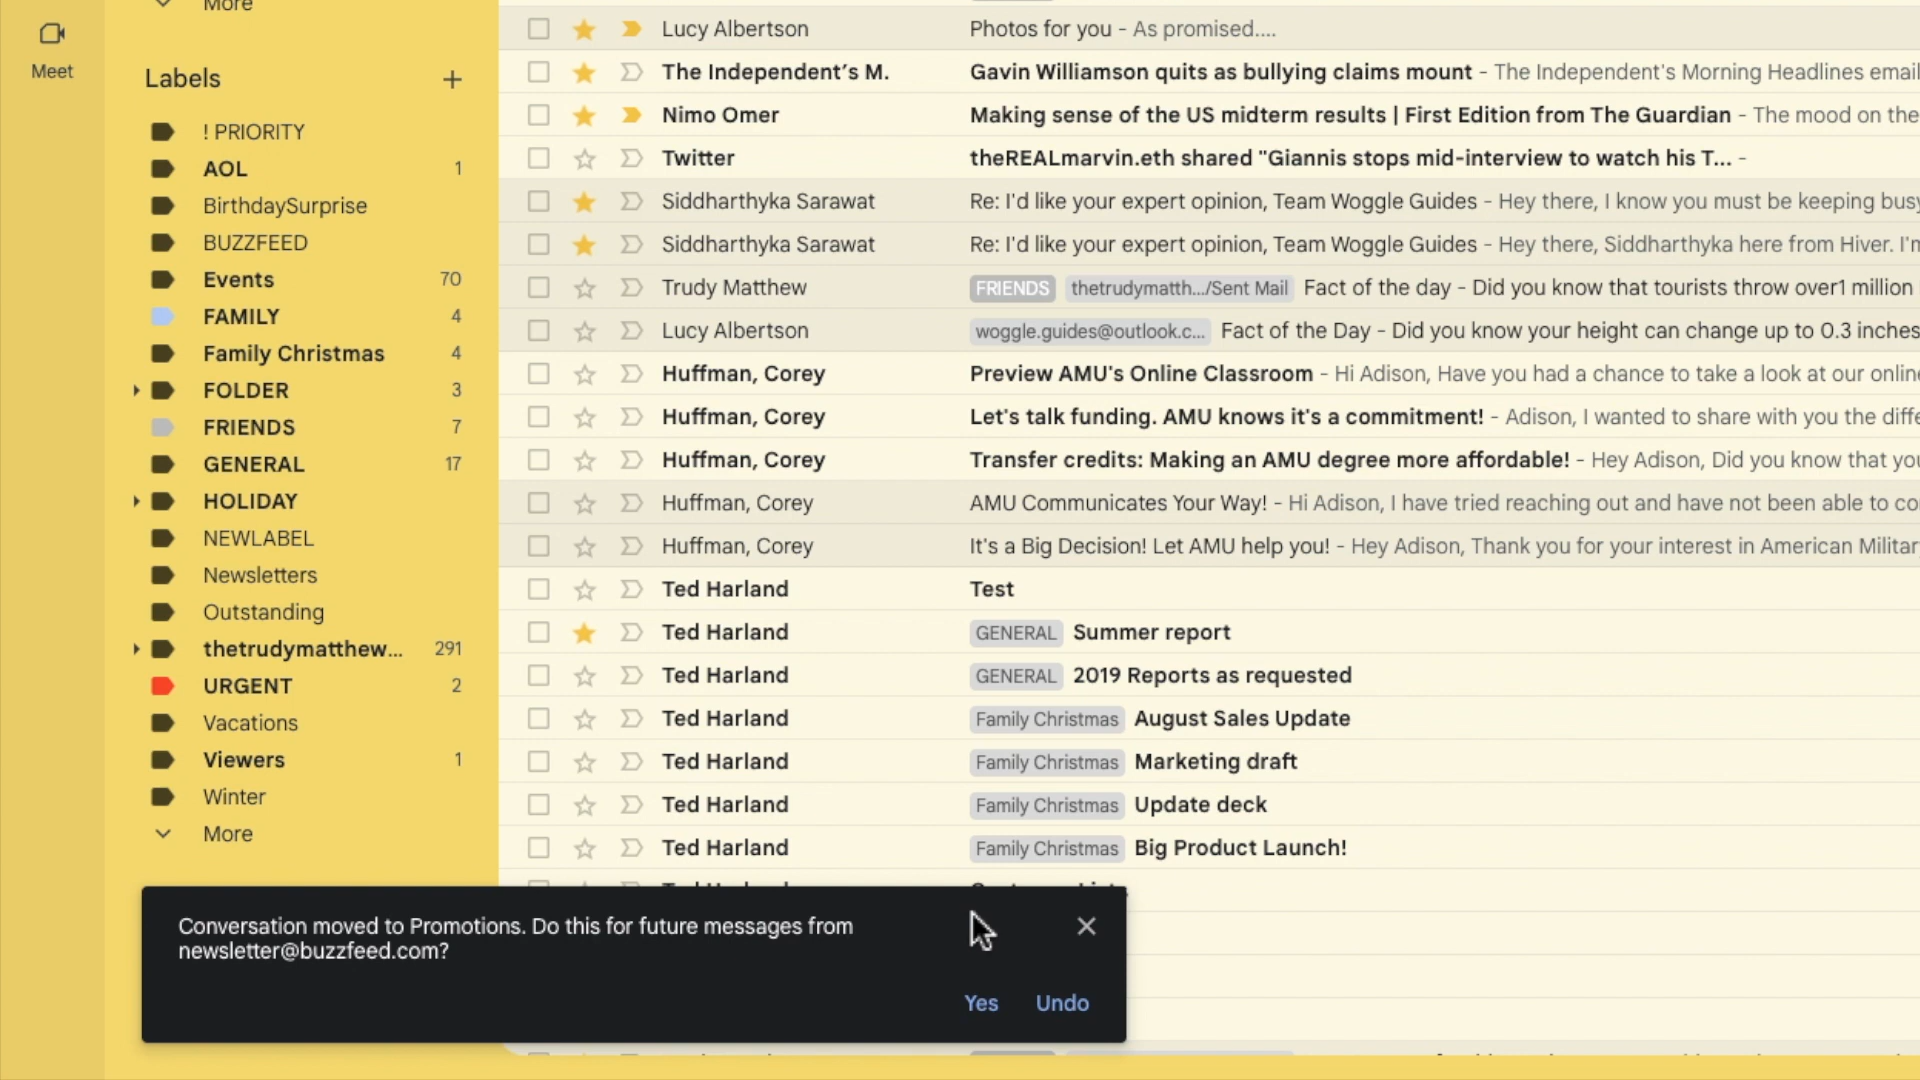 More
Meet
Labels
! PRIORITY
AOL 1
BirthdaySurprise
BUZZFEED
Events 70
FAMILY 4
Family Christmas 4
FOLDER 3
FRIENDS 7
GENERAL 17
HOLIDAY
NEWLABEL
Newsletters
Outstanding
thetrudymatthew... 291
URGENT 2
Vacations
Viewers 1
Winter
More
Lucy Albertson Photos for you - As promised....
The Independent's M. Gavin Williamson quits as bullying claims mount - The Independent's Morning Headlines email
Nimo Omer Making sense of the US midterm results | First Edition from The Guardian - The mood on the
Twitter theREALmarvin.eth shared "Giannis stops mid-interview to watch his T... -
Siddharthyka Sarawat Re: I'd like your expert opinion, Team Woggle Guides - Hey there, I know you must be keeping busy
Siddharthyka Sarawat Re: I'd like your expert opinion, Team Woggle Guides - Hey there, Siddharthyka here from Hiver. I'm
Trudy Matthew FRIENDS thetrudymatth.../Sent Mail Fact of the day - Did you know that tourists throw over1 million
Lucy Albertson woggle.guides@outlook.c... Fact of the Day - Did you know your height can change up to 0.3 inches
Huffman, Corey Preview AMU's Online Classroom - Hi Adison, Have you had a chance to take a look at our online
Huffman, Corey Let's talk funding. AMU knows it's a commitment! - Adison, I wanted to share with you the diffe
Huffman, Corey Transfer credits: Making an AMU degree more affordable! - Hey Adison, Did you know that you
Huffman, Corey AMU Communicates Your Way! - Hi Adison, I have tried reaching out and have not been able to co
Huffman, Corey It's a Big Decision! Let AMU help you! - Hey Adison, Thank you for your interest in American Militar
Ted Harland Test
Ted Harland GENERAL Summer report
Ted Harland GENERAL 2019 Reports as requested
Ted Harland Family Christmas August Sales Update
Ted Harland Family Christmas Marketing draft
Ted Harland Family Christmas Update deck
Ted Harland Family Christmas Big Product Launch!
Conversation moved to Promotions. Do this for future messages from
newsletter@buzzfeed.com?
Yes Undo